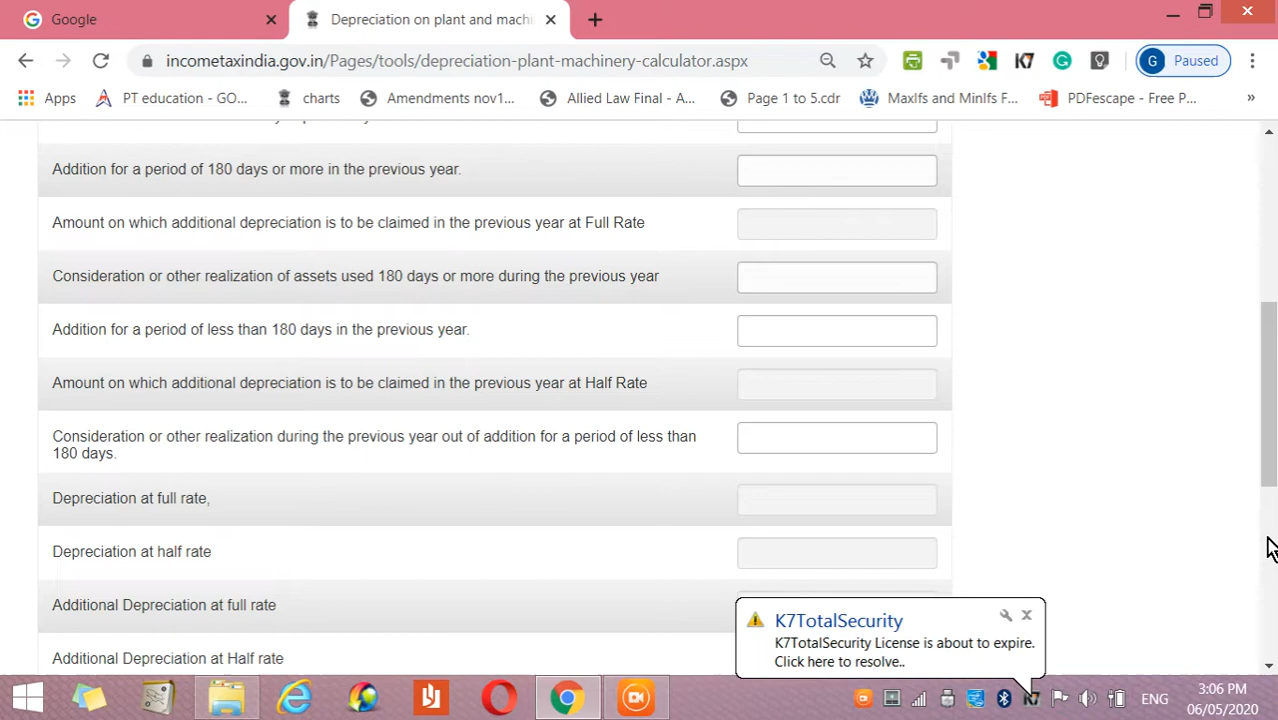 Google
Depreciation on plant and machi
incometaxindia.gov.in/Pages/tools/depreciation-plant-machinery-calculator.aspx
G Paused
Apps
PT education - GO...
charts
Amendments nov1...
Allied Law Final - A...
Page 1 to 5.cdr
MaxIfs and MinIfs F...
PDFescape - Free P...
»
Addition for a period of 180 days or more in the previous year.
Amount on which additional depreciation is to be claimed in the previous year at Full Rate
Consideration or other realization of assets used 180 days or more during the previous year
Addition for a period of less than 180 days in the previous year.
Amount on which additional depreciation is to be claimed in the previous year at Half Rate
Consideration or other realization during the previous year out of addition for a period of less than
180 days.
Depreciation at full rate,
Depreciation at half rate
Additional Depreciation at full rate
Additional Depreciation at Half rate
K7TotalSecurity
K7TotalSecurity License is about to expire.
Click here to resolve..
ENG
3:06 PM
06/05/2020